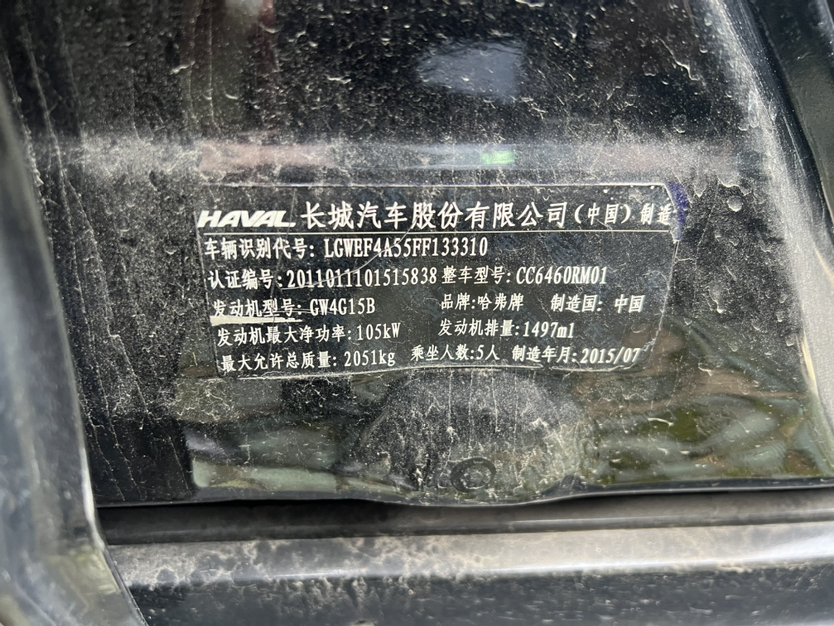 HAVAL 长城汽车股份有限公司(中国)制造
车辆识别代号: LGWEF4A55FF133310
认证编号:2011011101515838 整车型号: CC6460RM01
发动机型号: GW4G15B 品牌:哈弗牌 制造国: 中国
发动机最大净功率: 105kW 发动机排量:1497ml
最大允许总质量: 2051kg 乘坐人数:5人 制造年月: 2015/07